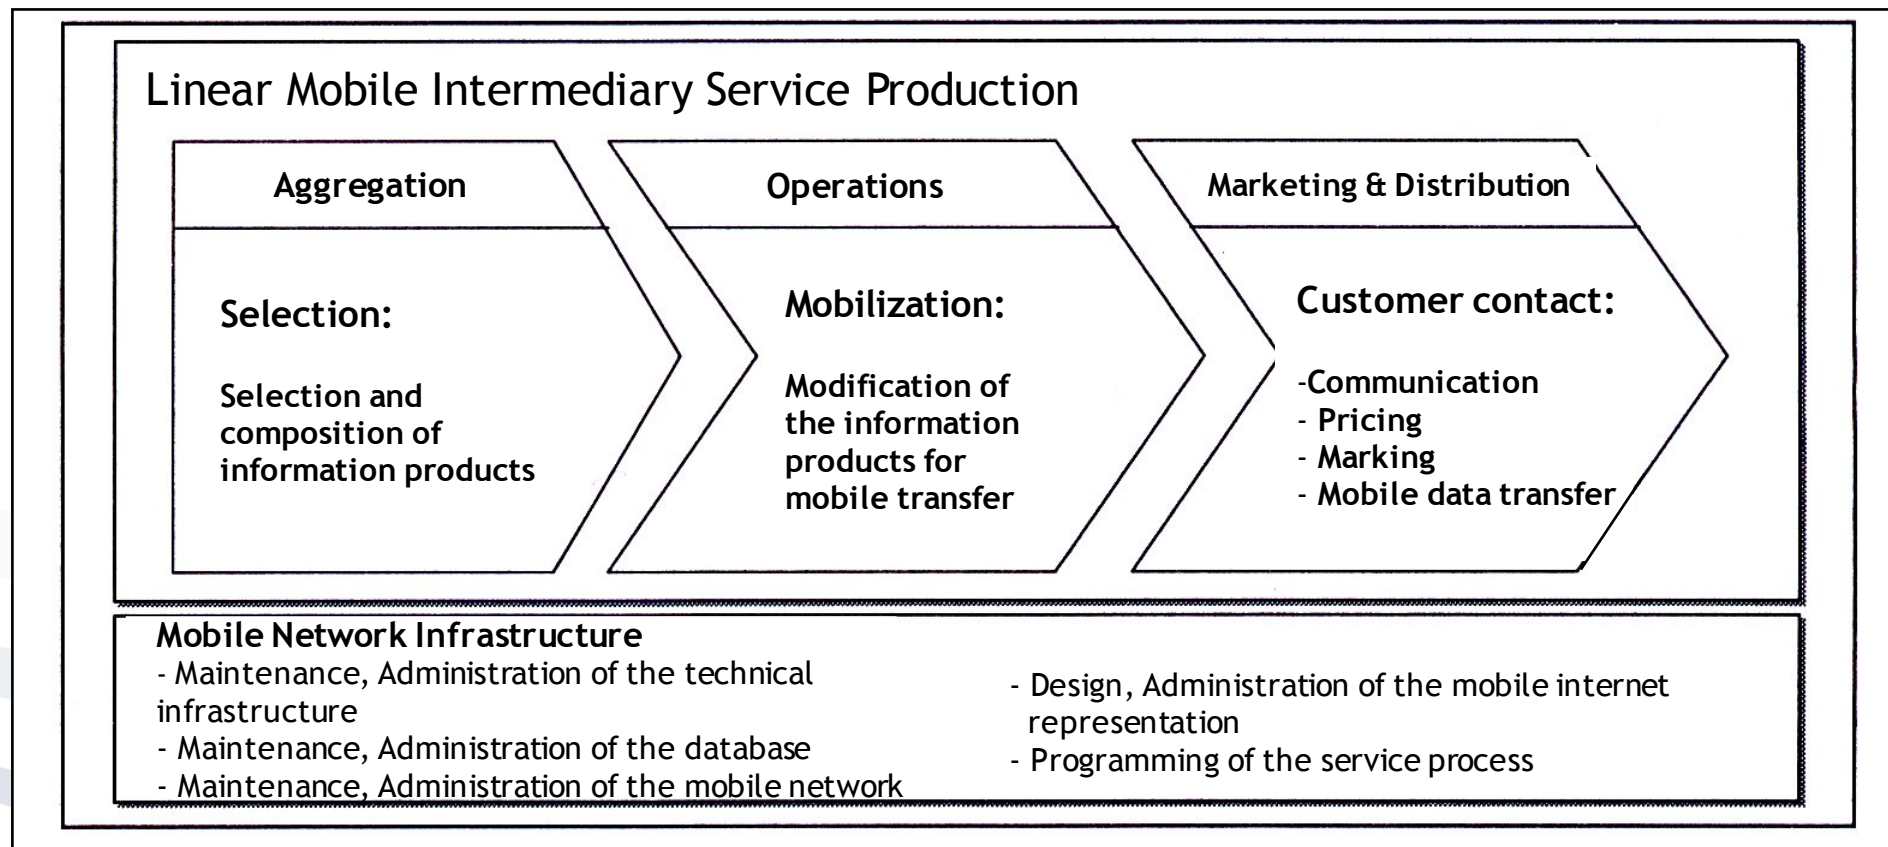 Linear Mobile Intermediary Service Production
Aggregation
Selection:
Selection and
composition of
information products
Operations
Mobilization:
Modification of
the information
products for
mobile transfer
Marketing & Distribution
Customer contact:
-Communication
- Pricing
- Marking
- Mobile data transfer
Mobile Network Infrastructure
- Maintenance, Administration of the technical
infrastructure
- Maintenance, Administration of the database
- Maintenance, Administration of the mobile network
- Design, Administration of the mobile internet
representation
- Programming of the service process